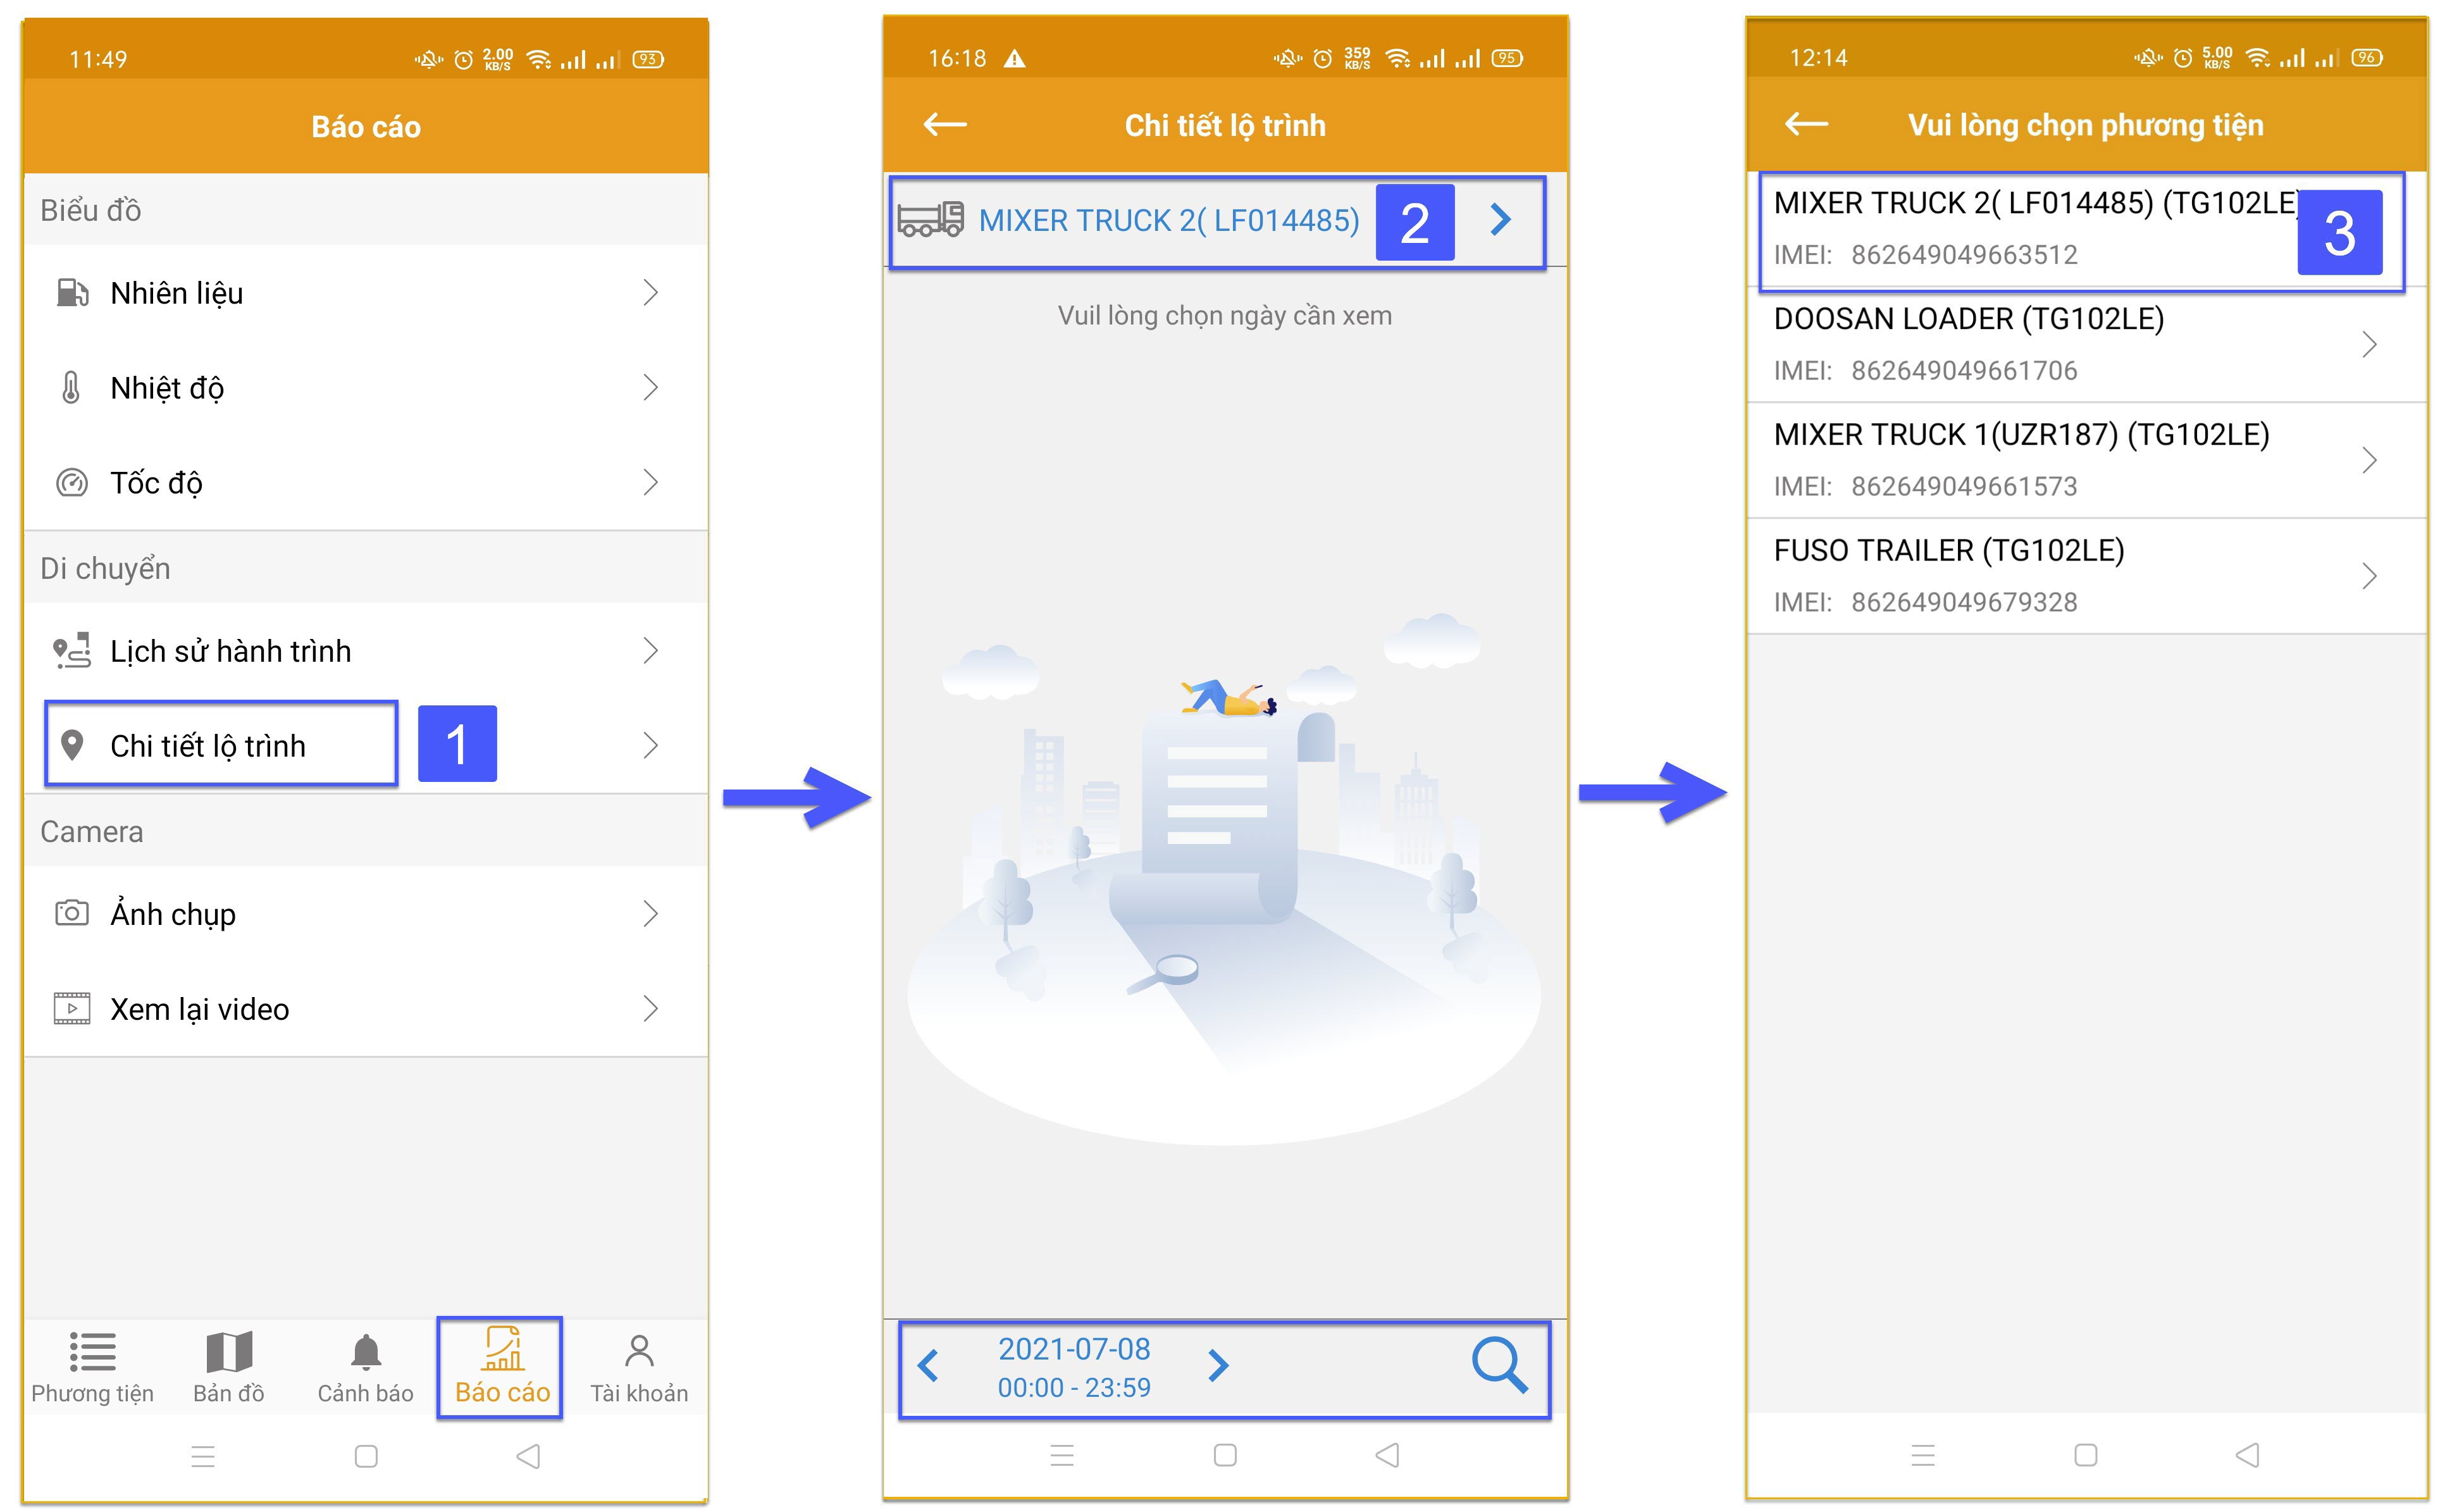 11:49
2.00
KB/S
93
Báo cáo
Biểu đồ
Nhiên liệu
Nhiệt độ
Tốc độ
Di chuyển
Lịch sử hành trình
Chi tiết lộ trình
1
Camera
Ảnh chụp
Xem lại video
Phương tiện
Bản đồ
Cảnh báo
Báo cáo
Tài khoản
16:18
359
KB/S
95
Chi tiết lộ trình
MIXER TRUCK 2( LF014485)
2
Vuil lòng chọn ngày cần xem
2021-07-08
00:00 - 23:59
12:14
5.00
KB/S
96
Vui lòng chọn phương tiện
MIXER TRUCK 2( LF014485) (TG102LE)
3
IMEI: 862649049663512
DOOSAN LOADER (TG102LE)
IMEI: 862649049661706
MIXER TRUCK 1(UZR187) (TG102LE)
IMEI: 862649049661573
FUSO TRAILER (TG102LE)
IMEI: 862649049679328